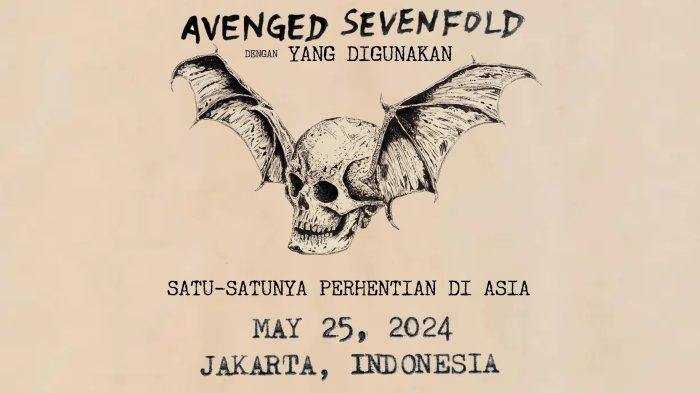 AVENGED SEVENFOLD
DENGAN YANG DIGUNAKAN
SATU-SATUNYA PERHENTIAN DI ASIA
MAY 25, 2024
JAKARTA, INDONESIA